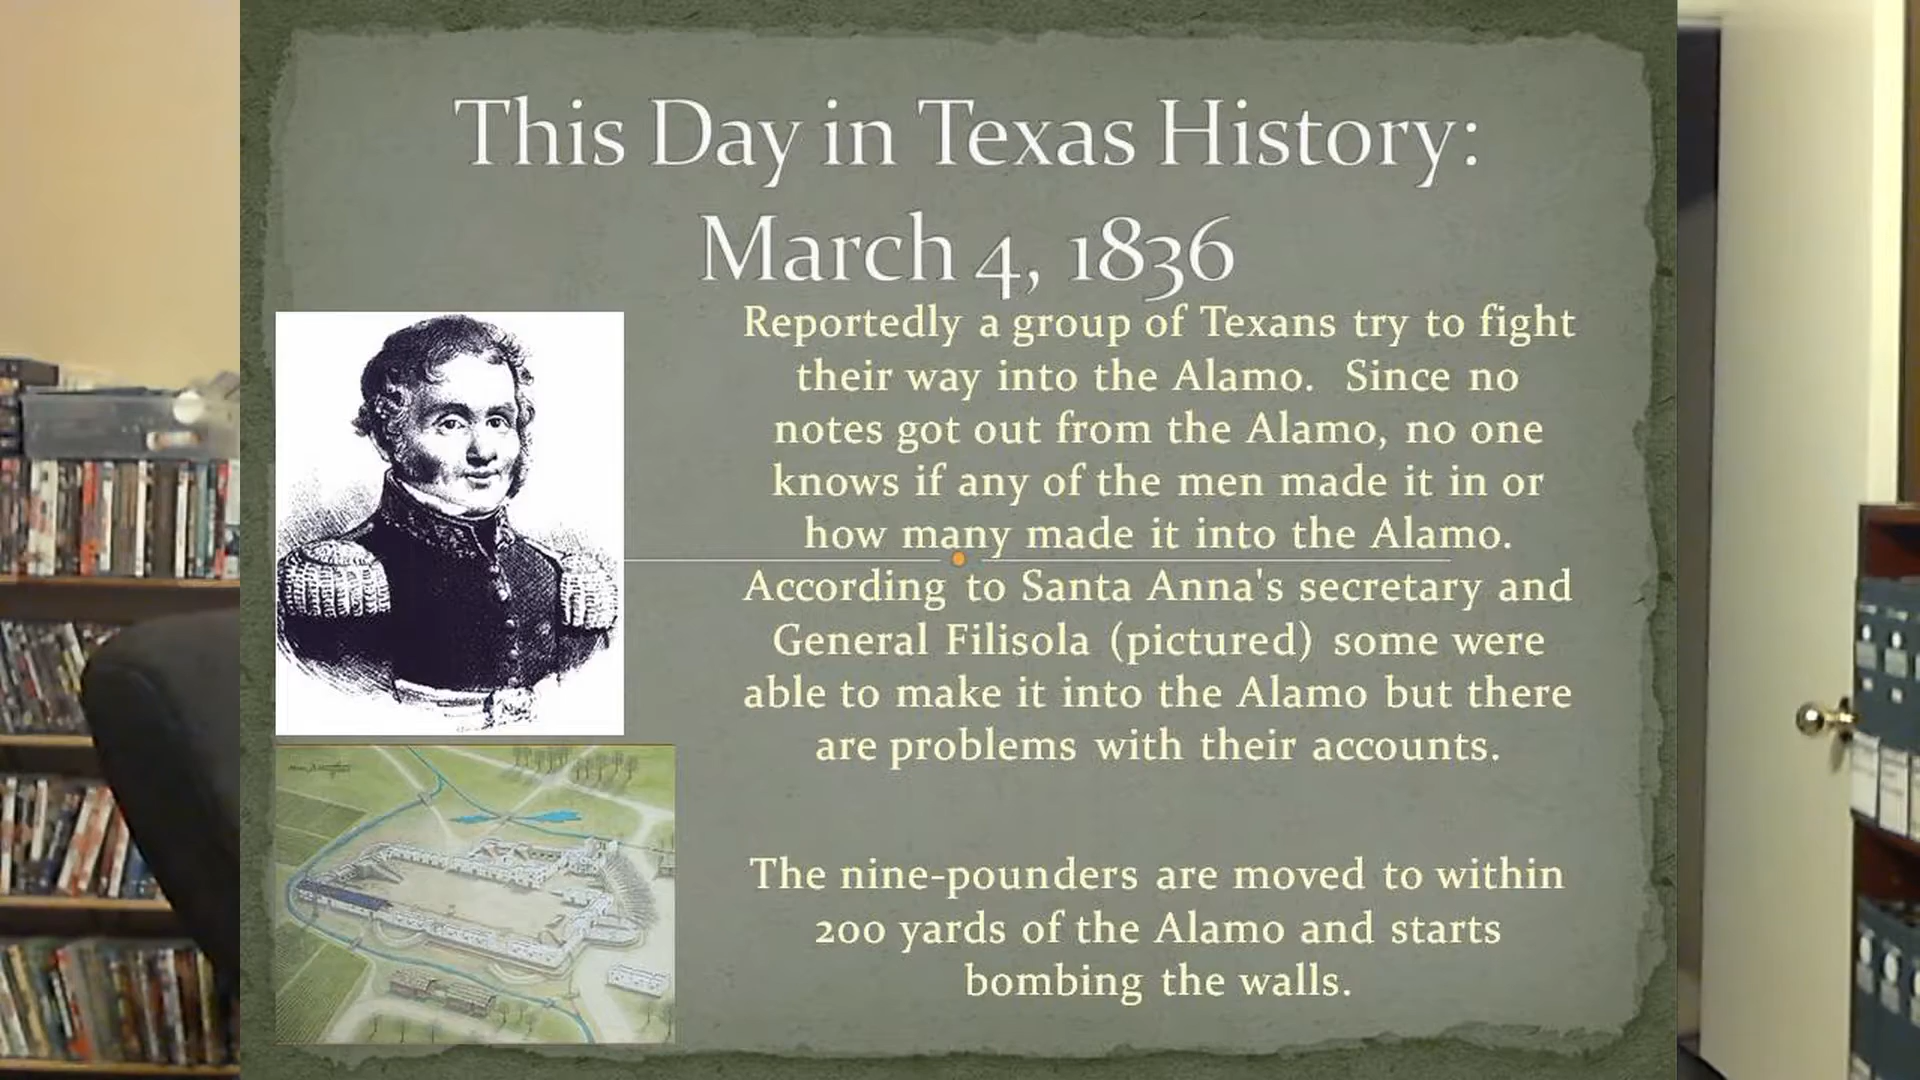 This Day in Texas History:
March 4, 1836
Reportedly a group of Texans try to fight
their way into the Alamo.  Since no
notes got out from the Alamo, no one
knows if any of the men made it in or
how many made it into the Alamo.
According to Santa Anna's secretary and
General Filisola (pictured) some were
able to make it into the Alamo but there
are problems with their accounts.
The nine-pounders are moved to within
200 yards of the Alamo and starts
bombing the walls.